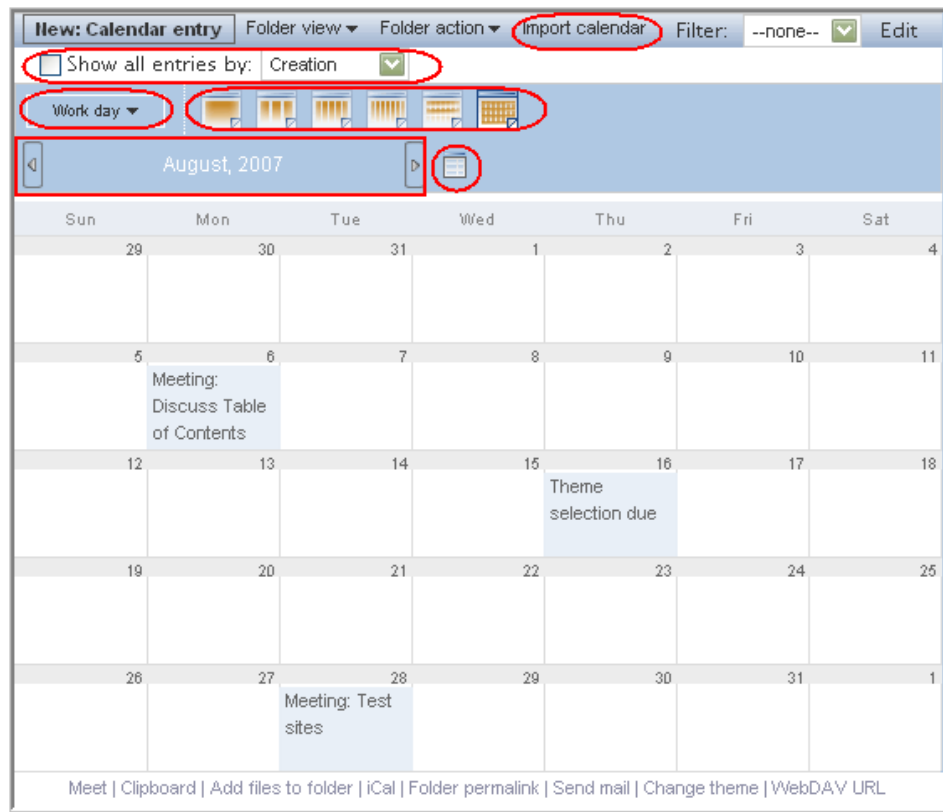 New: Calendar entry Folder view Folder action Import calendar Filter: --none-- Edit
Show all entries by: Creation
Work day
August, 2007
Sun Mon Tue Wed Thu Fri Sat
29 30 31 1 2 3 4
5 6 7 8 9 10 11
Meeting:
Discuss Table
of Contents
12 13 14 15 16 17 18
Theme
selection due
19 20 21 22 23 24 25
26 27 28 29 30 31 1
Meeting: Test
sites
Meet | Clipboard | Add files to folder | iCal | Folder permalink | Send mail | Change theme | WebDAV URL